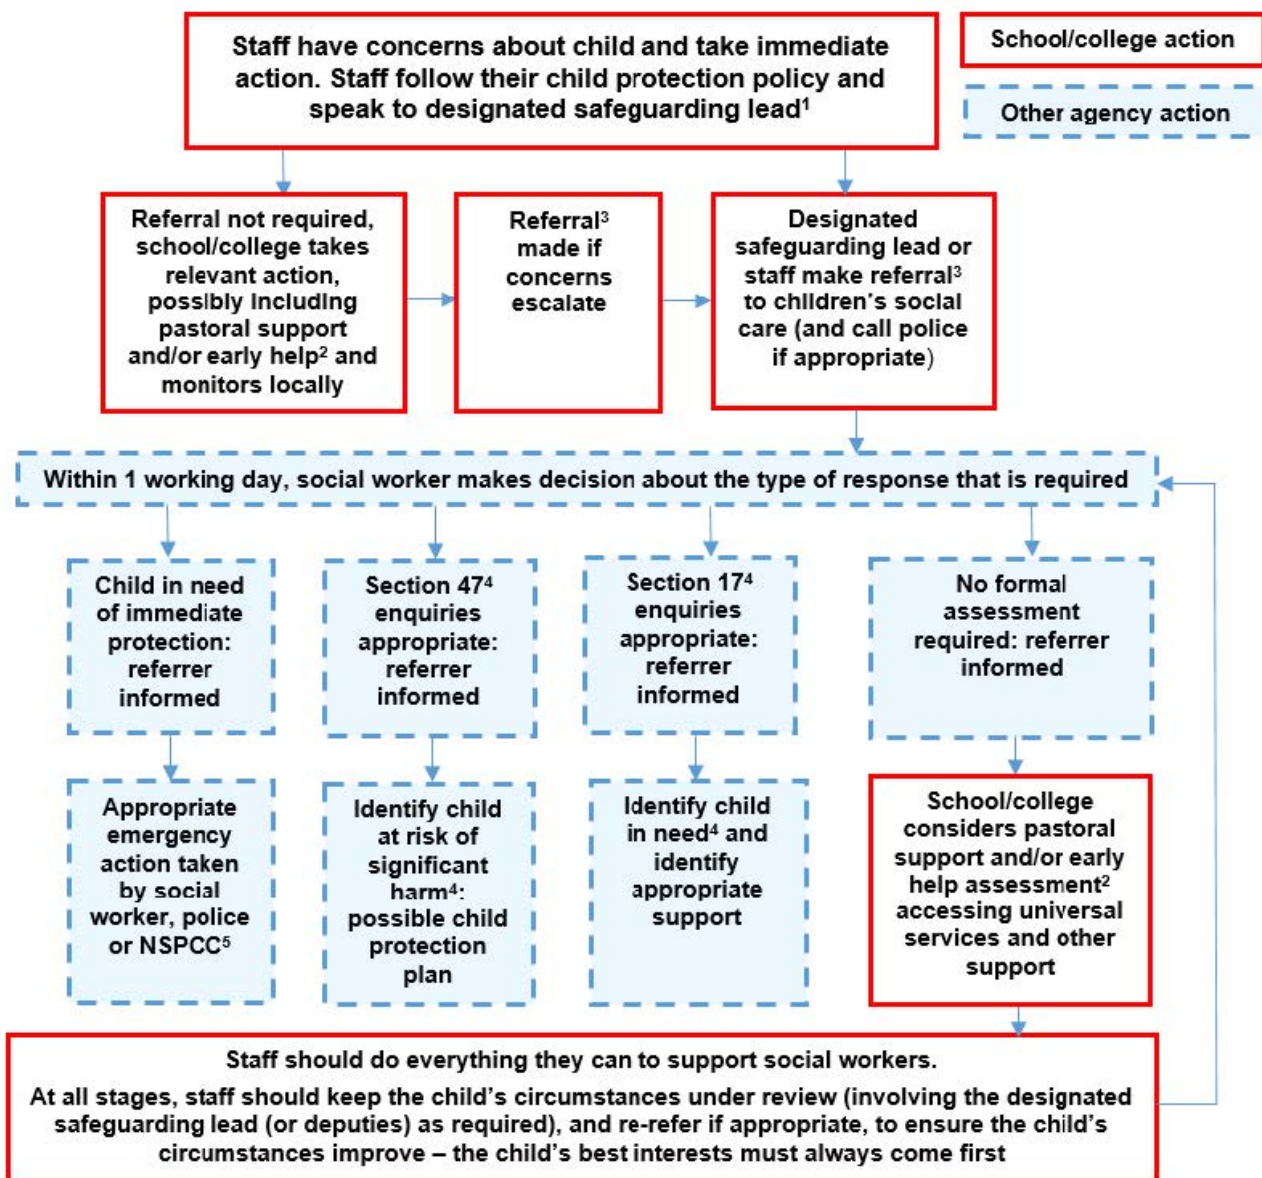 Staff have concerns about child and take immediate
action. Staff follow their child protection policy and
speak to designated safeguarding lead¹
School/college action
Other agency action
Referral not required,
school/college takes
relevant action,
possibly including
pastoral support
and/or early help² and
monitors locally
Referral³
made if
concerns
escalate
Designated
safeguarding lead or
staff make referral³
to children's social
care (and call police
if appropriate)
Within 1 working day, social worker makes decision about the type of response that is required
Child in need
of immediate
protection:
referrer
informed
Section 47⁴
enquiries
appropriate:
referrer
informed
Section 17⁴
enquiries
appropriate:
referrer
informed
No formal
assessment
required: referrer
informed
Appropriate
emergency
action taken
by social
worker, police
or NSPCC⁵
Identify child
at risk of
significant
harm⁴:
possible child
protection
plan
Identify child
in need⁴ and
identify
appropriate
support
School/college
considers pastoral
support and/or early
help assessment²
accessing universal
services and other
support
Staff should do everything they can to support social workers.
At all stages, staff should keep the child's circumstances under review (involving the designated
safeguarding lead (or deputies) as required), and re-refer if appropriate, to ensure the child's
circumstances improve – the child's best interests must always come first